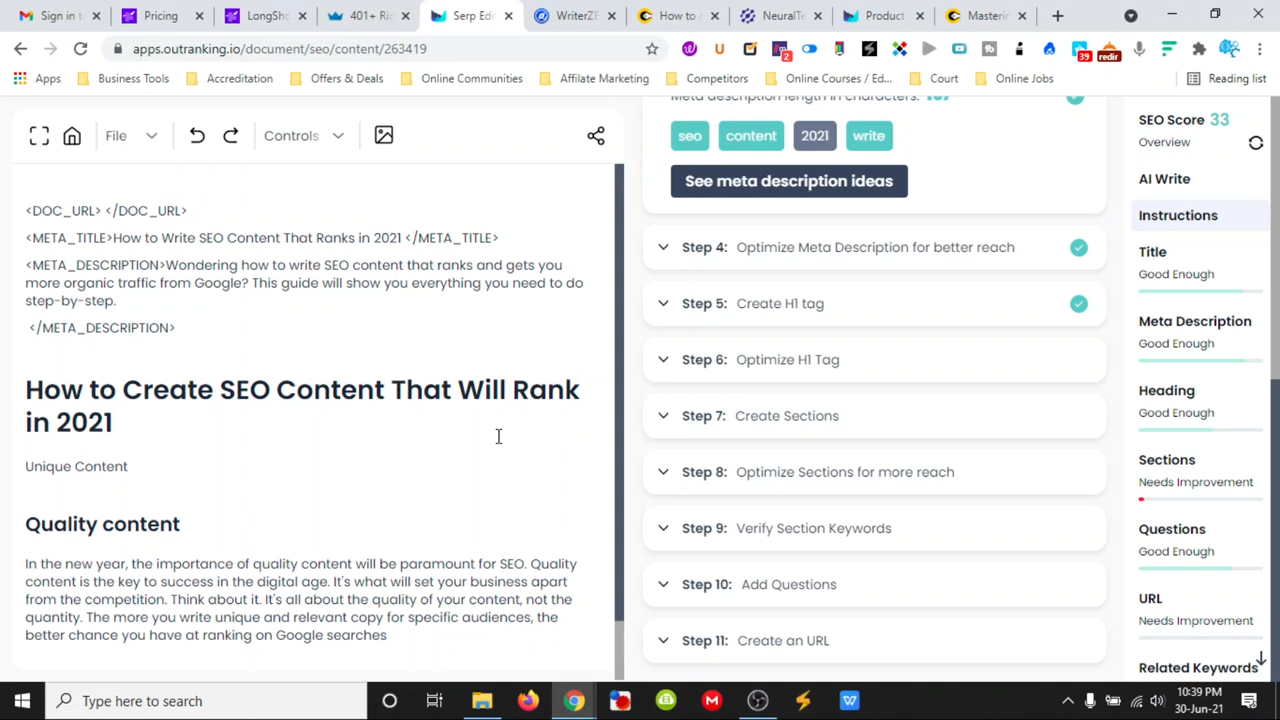 Sign in to
Pricing
LongSho
401+ Ri
Serp Edi
WriterZE
How to c
NeuralTe
Product
Masterin
apps.outranking.io/document/seo/content/263419
2
39
redir
Apps
Business Tools
Accreditation
Offers & Deals
Online Communities
Affilate Marketing
Competitors
Online Courses / Ed...
Court
Online Jobs
Reading list
File
Controls
<DOC_URL> </DOC_URL>
<META_TITLE>How to Write SEO Content That Ranks in 2021 </META_TITLE>
<META_DESCRIPTION>Wondering how to write SEO content that ranks and gets you
more organic traffic from Google? This guide will show you everything you need to do
step-by-step.
</META_DESCRIPTION>
How to Create SEO Content That Will Rank
in 2021
Unique Content
Quality content
In the new year, the importance of quality content will be paramount for SEO. Quality
content is the key to success in the digital age. It's what will set your business apart
from the competition. Think about it. It's all about the quality of your content, not the
quantity. The more you write unique and relevant copy for specific audiences, the
better chance you have at ranking on Google searches
Meta description length in characters: 157
seo content 2021 write
See meta description ideas
Step 4: Optimize Meta Description for better reach
Step 5: Create H1 tag
Step 6: Optimize H1 Tag
Step 7: Create Sections
Step 8: Optimize Sections for more reach
Step 9: Verify Section Keywords
Step 10: Add Questions
Step 11: Create an URL
SEO Score 33
Overview
AI Write
Instructions
Title
Good Enough
Meta Description
Good Enough
Heading
Good Enough
Sections
Needs Improvement
Questions
Good Enough
URL
Needs Improvement
Related Keywords
Type here to search
10:39 PM
30-Jun-21